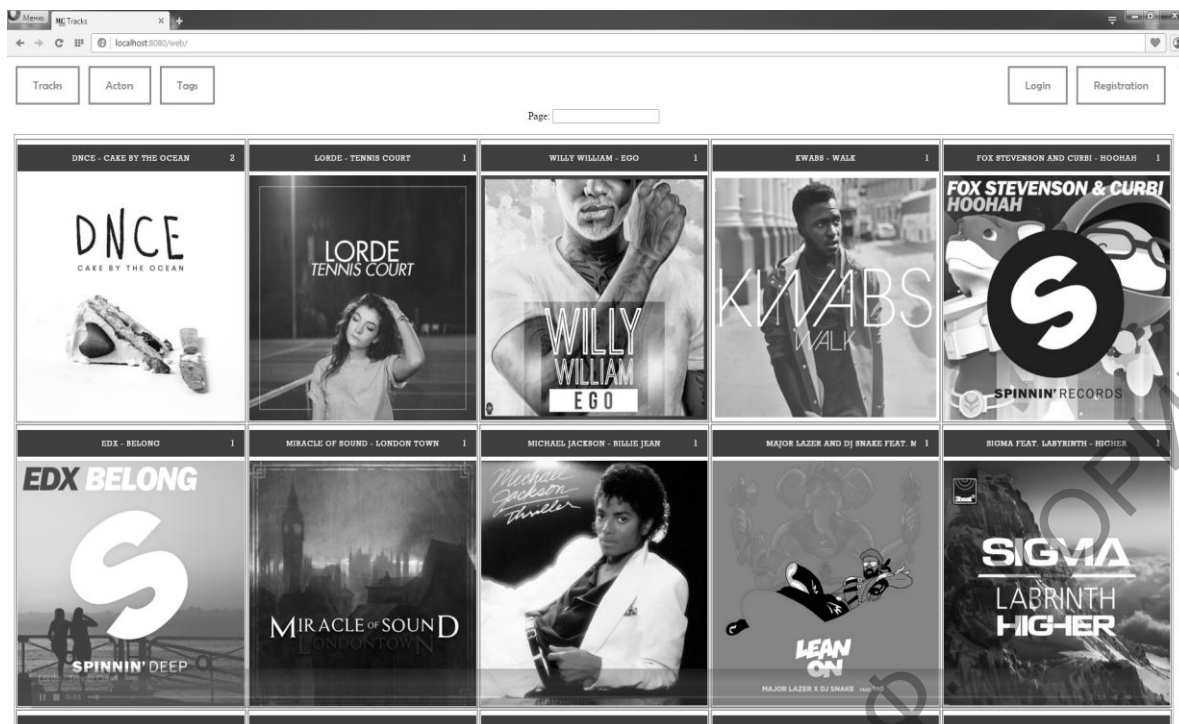 Меню
MC Tracks
localhost:8080/web/
Tracks
Actors
Tags
Login
Registration
Page:
DNCE - CAKE BY THE OCEAN 2
LORDE - TENNIS COURT 1
WILLY WILLIAM - EGO 1
KWABS - WALK 1
FOX STEVENSON AND CURBI - HOOHAH 1
DNCE
CAKE BY THE OCEAN
LORDE
TENNIS COURT
WILLY
WILLIAM
EGO
KWABS
WALK
FOX STEVENSON & CURBI
HOOHAH
SPINNIN' RECORDS
EDX - BELONG 1
MIRACLE OF SOUND - LONDON TOWN 1
MICHAEL JACKSON - BILLIE JEAN 1
MAJOR LAZER AND DJ SNAKE FEAT. M 1
SIGMA FEAT. LABYRINTH - HIGHER 1
EDX BELONG
SPINNIN' DEEP
0:01
MIRACLE OF SOUND
LONDONTOWN
Michael
Jackson
Thriller
LEAN
ON
MAJOR LAZER X DJ SNAKE
3beat
SIGMA
LABRINTH
HIGHER